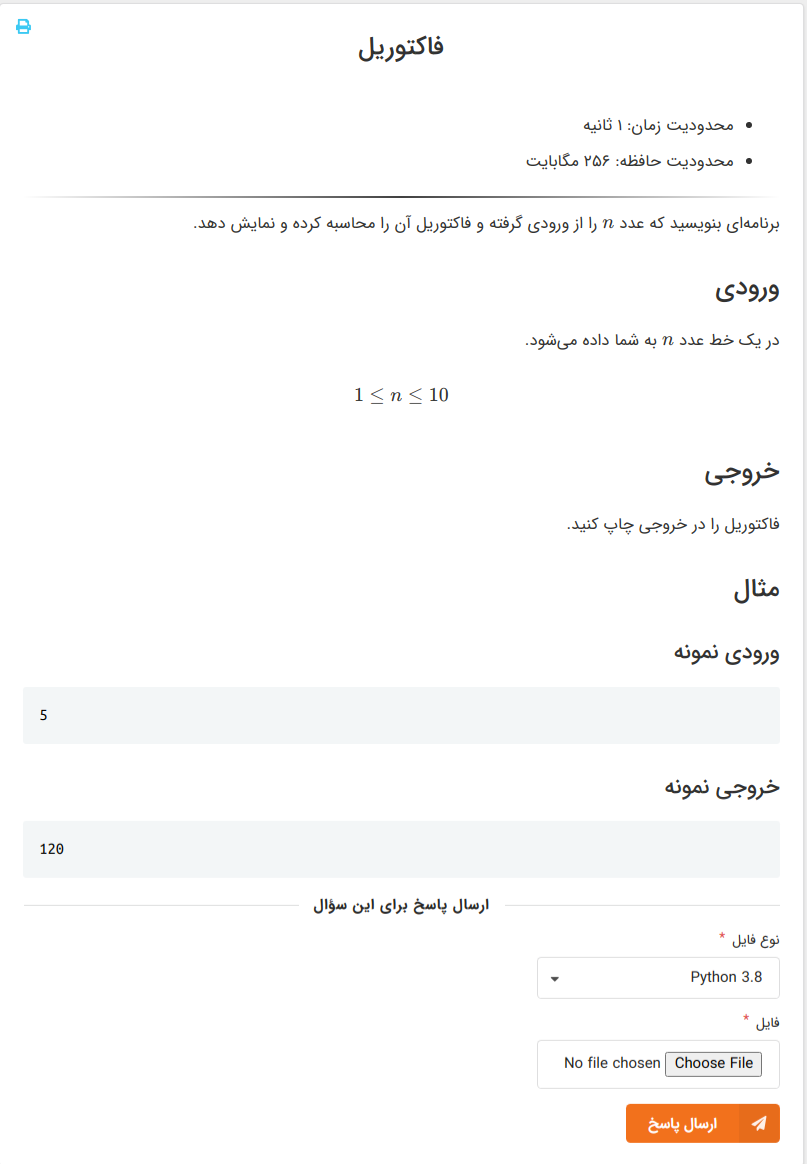 فاکتوریل
محدودیت زمان: ۱ ثانیه
محدودیت حافظه: ۲۵۶ مگابایت
برنامه‌ای بنویسید که عدد n را از ورودی گرفته و فاکتوریل آن را محاسبه کرده و نمایش دهد.
ورودی
در یک خط عدد n به شما داده می‌شود.
1 ≤ n ≤ 10
خروجی
فاکتوریل را در خروجی چاپ کنید.
مثال
ورودی نمونه
5
خروجی نمونه
120
ارسال پاسخ برای این سؤال
نوع فایل *
Python 3.8
فایل *
Choose File No file chosen
ارسال پاسخ